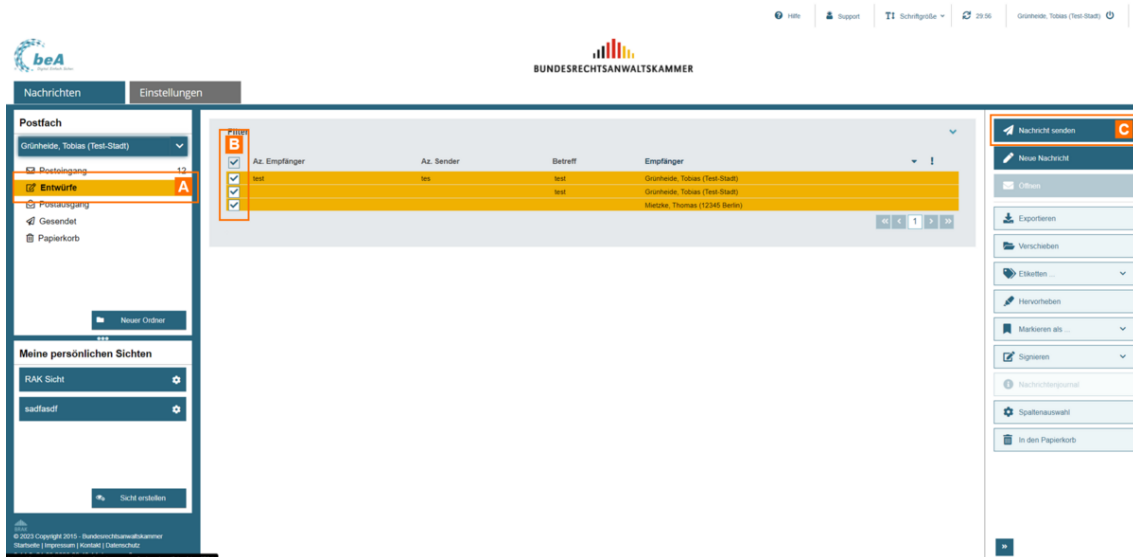 Hilfe Support Schriftgröße 29:56 Grünheide, Tobias (Test-Stadt)
beA
BUNDESRECHTSANWALTSKAMMER
Nachrichten Einstellungen
Postfach
Grünheide, Tobias (Test-Stadt)
Posteingang 12
Entwürfe A
Postausgang
Gesendet
Papierkorb
Neuer Ordner
Meine persönlichen Sichten
RAK Sicht
sadfasdf
Sicht erstellen
BRAK
© 2023 Copyright 2015 - Bundesrechtsanwaltskammer
Startseite | Impressum | Kontakt | Datenschutz
Filter
B
Az. Empfänger Az. Sender Betreff Empfänger !
test tes test Grünheide, Tobias (Test-Stadt)
test Grünheide, Tobias (Test-Stadt)
Mietzke, Thomas (12345 Berlin)
« < 1 > »
Nachricht senden C
Neue Nachricht
Öffnen
Exportieren
Verschieben
Etiketten ...
Hervorheben
Markieren als ...
Signieren
Nachrichtenjournal
Spaltenauswahl
In den Papierkorb
»